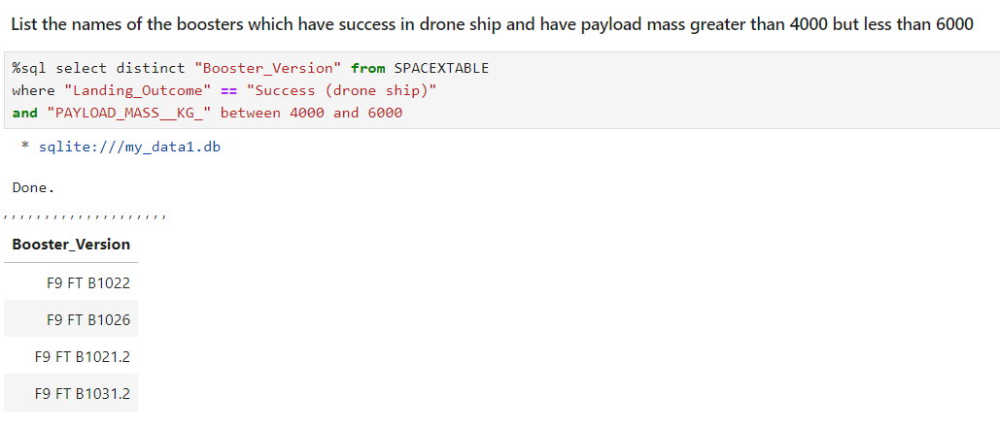 List the names of the boosters which have success in drone ship and have payload mass greater than 4000 but less than 6000
%sql select distinct "Booster_Version" from SPACEXTABLE
where "Landing_Outcome" == "Success (drone ship)"
and "PAYLOAD_MASS__KG_" between 4000 and 6000
* sqlite:///my_data1.db
Done.
,,,,,,,,,,,,,,,,,,,,
Booster_Version
F9 FT B1022
F9 FT B1026
F9 FT B1021.2
F9 FT B1031.2